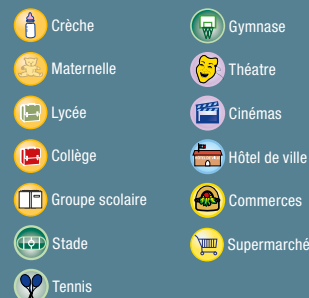 Crèche
Maternelle
Lycée
Collège
Groupe scolaire
Stade
Tennis
Gymnase
Théatre
Cinémas
Hôtel de ville
Commerces
Supermarché